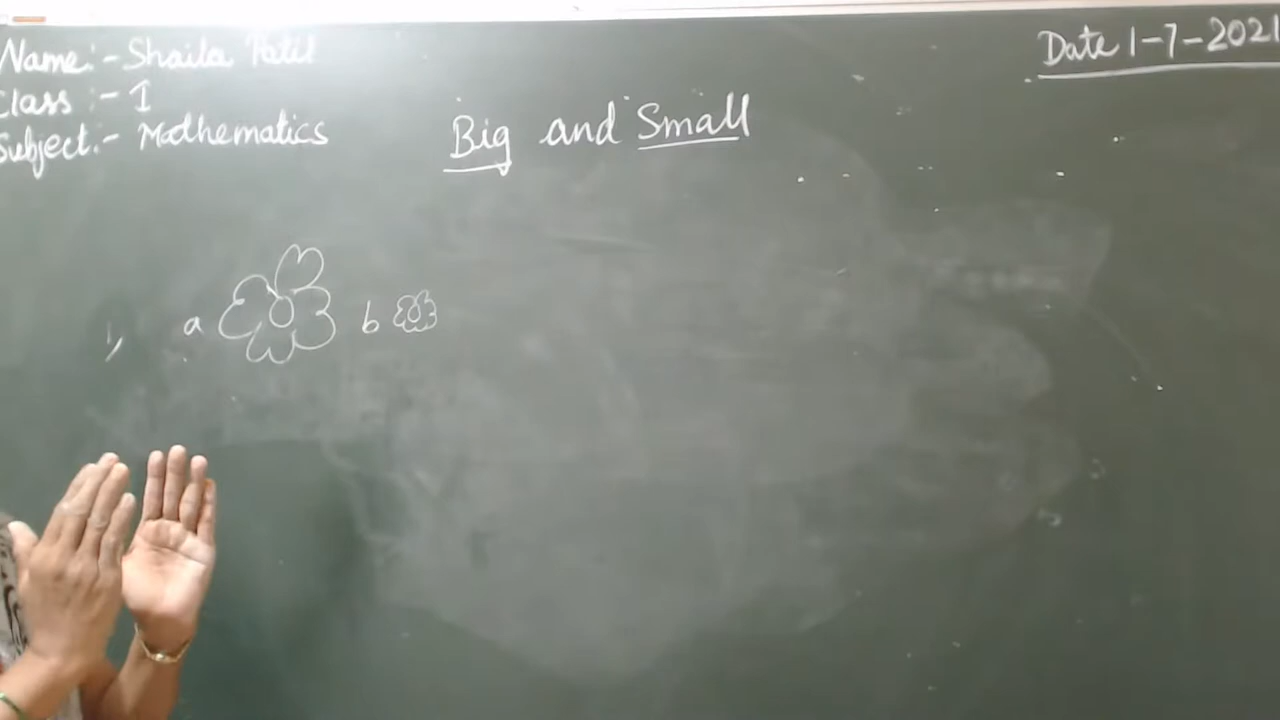 Name:- Shaila Patil
Class :- I
Subject:- Mathematics
Date 1-7-2021
Big and Small
1) a b